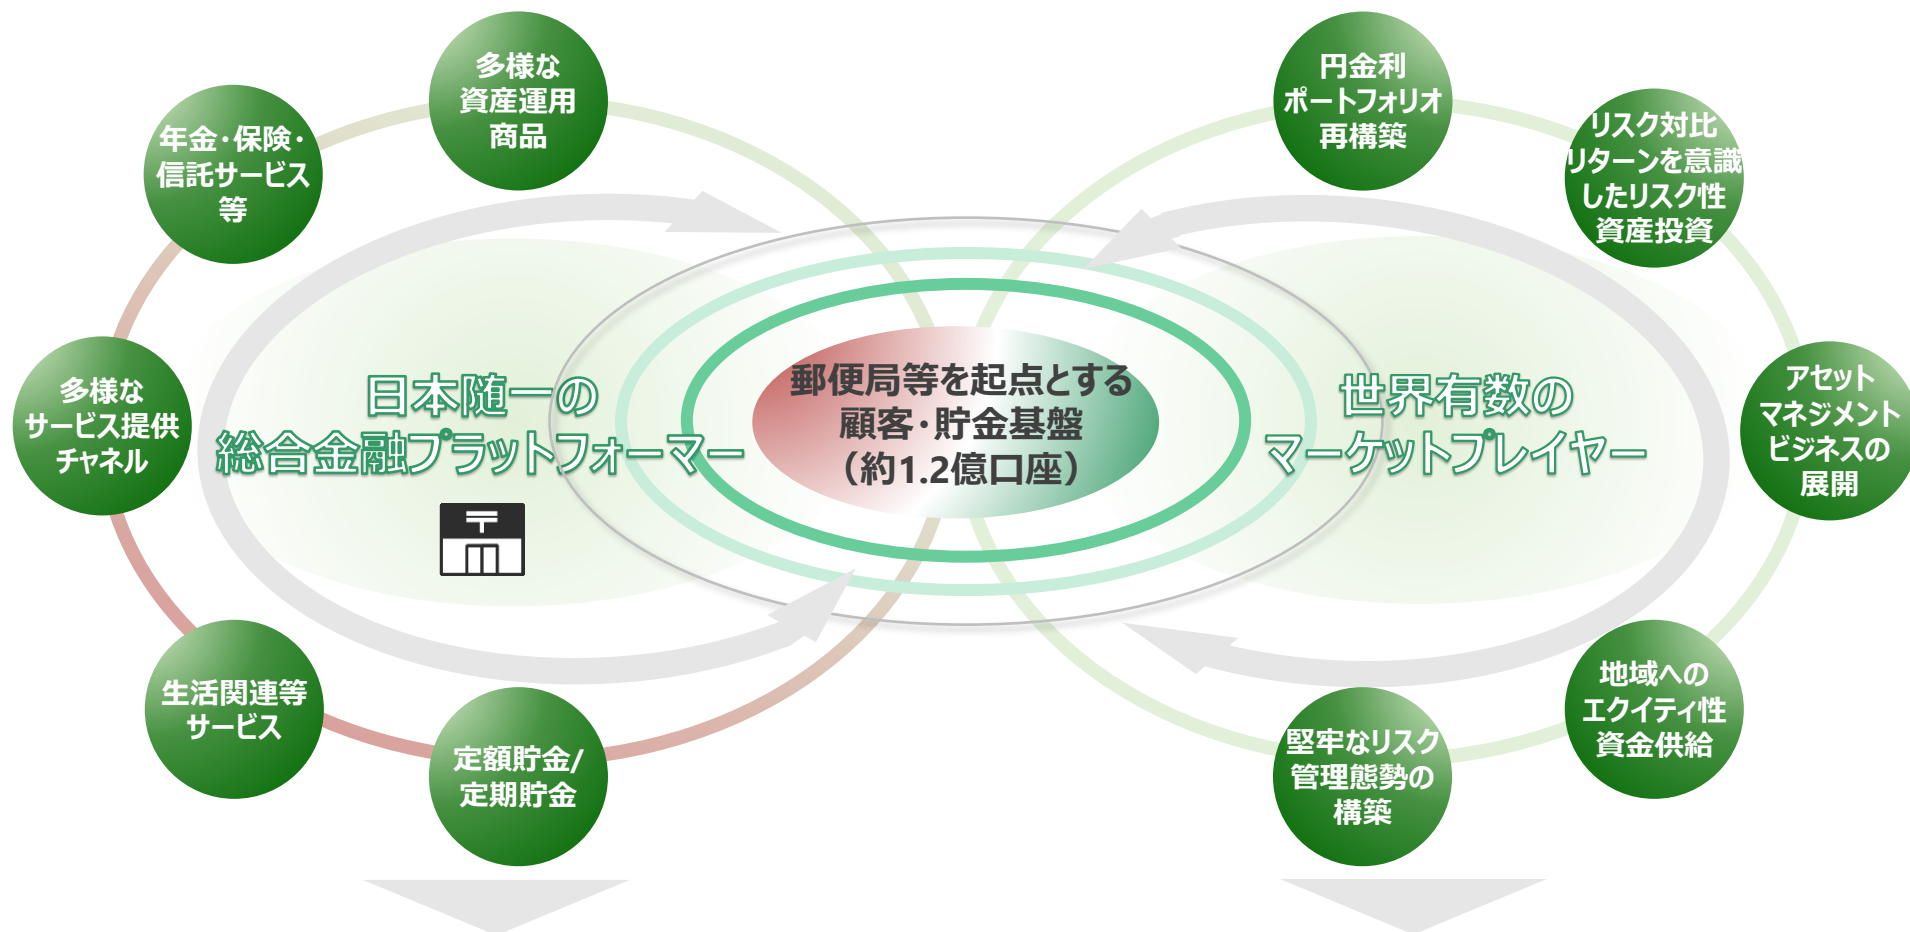 多様な
資産運用
商品
年金・保険・
信託サービス
等
多様な
サービス提供
チャネル
生活関連等
サービス
定額貯金/
定期貯金
日本随一の
総合金融プラットフォーマー
郵便局等を起点とする
顧客・貯金基盤
（約1.2億口座）
世界有数の
マーケットプレイヤー
円金利
ポートフォリオ
再構築
リスク対比
リターンを意識
したリスク性
資産投資
アセット
マネジメント
ビジネスの
展開
地域への
エクイティ性
資金供給
堅牢なリスク
管理態勢の
構築